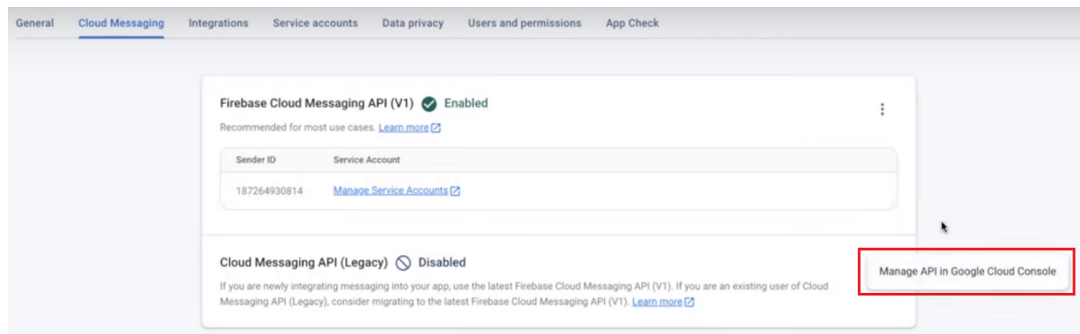 General Cloud Messaging Integrations Service accounts Data privacy Users and permissions App Check
Firebase Cloud Messaging API (V1) Enabled
Recommended for most use cases. Learn more
Sender ID Service Account
187264930814 Manage Service Accounts
Cloud Messaging API (Legacy) Disabled
Manage API in Google Cloud Console
If you are newly integrating messaging into your app, use the latest Firebase Cloud Messaging API (V1). If you are an existing user of Cloud
Messaging API (Legacy), consider migrating to the latest Firebase Cloud Messaging API (V1). Learn more